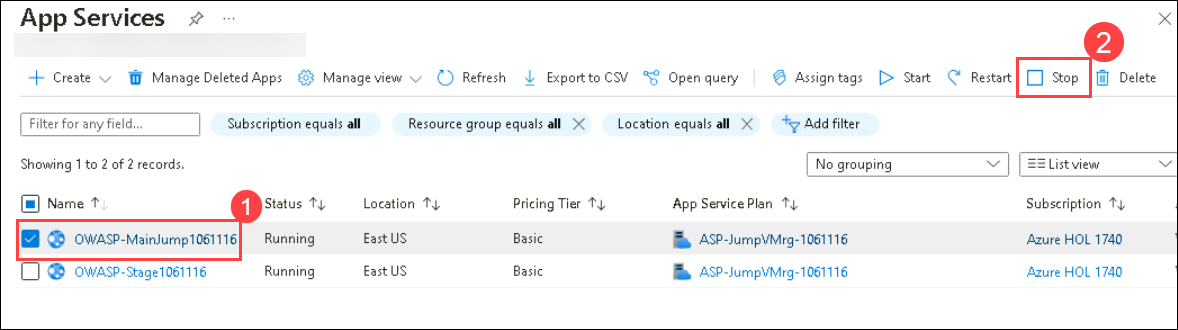 App Services
...
2
Create Manage Deleted Apps Manage view Refresh Export to CSV Open query Assign tags Start Restart Stop Delete
Filter for any field... Subscription equals all Resource group equals all Location equals all Add filter
Showing 1 to 2 of 2 records. No grouping List view
Name 1 Status Location Pricing Tier App Service Plan Subscription
OWASP-MainJump1061116 Running East US Basic ASP-JumpVMrg-1061116 Azure HOL 1740
OWASP-Stage1061116 Running East US Basic ASP-JumpVMrg-1061116 Azure HOL 1740